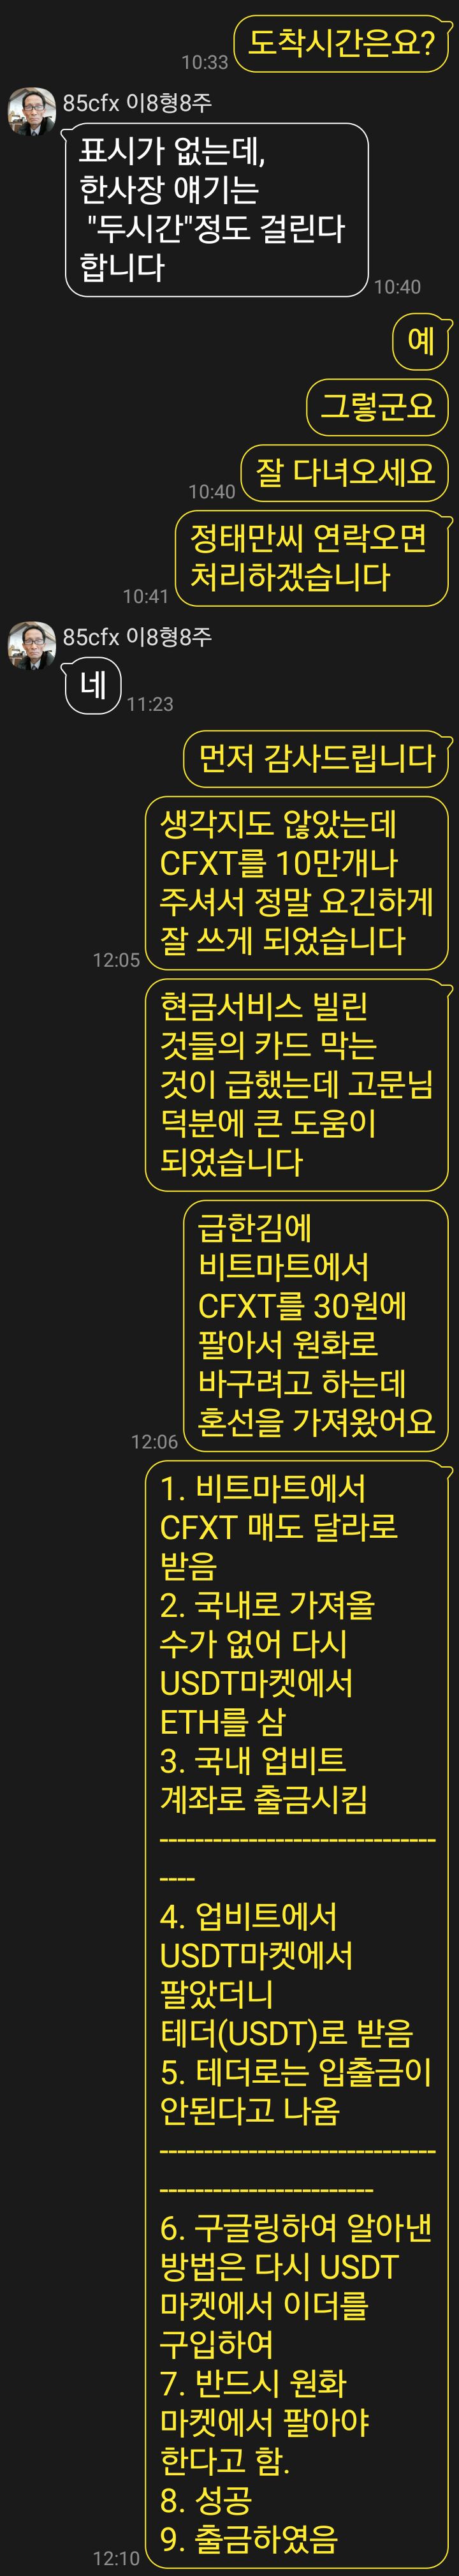 도착시간은요?
10:33
85cfx 이8형8주
표시가 없는데,
한사장 얘기는
"두시간"정도 걸린다
합니다
10:40
예
그렇군요
잘 다녀오세요
10:40
정태만씨 연락오면
처리하겠습니다
10:41
85cfx 이8형8주
네
11:23
먼저 감사드립니다
생각지도 않았는데
CFXT를 10만개나
주셔서 정말 요긴하게
잘 쓰게 되었습니다
12:05
현금서비스 빌린
것들의 카드 막는
것이 급했는데 고문님
덕분에 큰 도움이
되었습니다
급한김에
비트마트에서
CFXT를 30원에
팔아서 원화로
바구려고 하는데
혼선을 가져왔어요
12:06
1. 비트마트에서
CFXT 매도 달라로
받음
2. 국내로 가져올
수가 없어 다시
USDT마켓에서
ETH를 삼
3. 국내 업비트
계좌로 출금시킴
--------------------------------
----
4. 업비트에서
USDT마켓에서
팔았더니
테더(USDT)로 받음
5. 테더로는 입출금이
안된다고 나옴
--------------------------------
-------------------------
6. 구글링하여 알아낸
방법은 다시 USDT
마켓에서 이더를
구입하여
7. 반드시 원화
마켓에서 팔아야
한다고 함.
8. 성공
9. 출금하였음
12:10